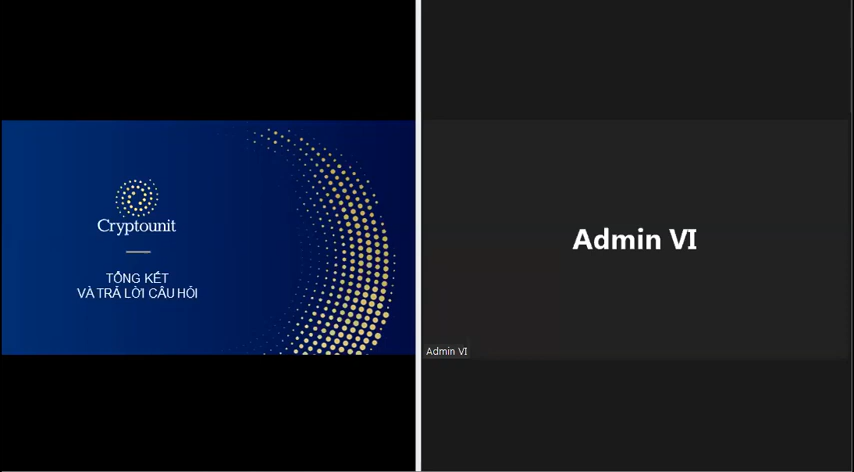 Cryptounit
TỔNG KẾT
VÀ TRẢ LỜI CÂU HỎI
Admin VI
Admin VI